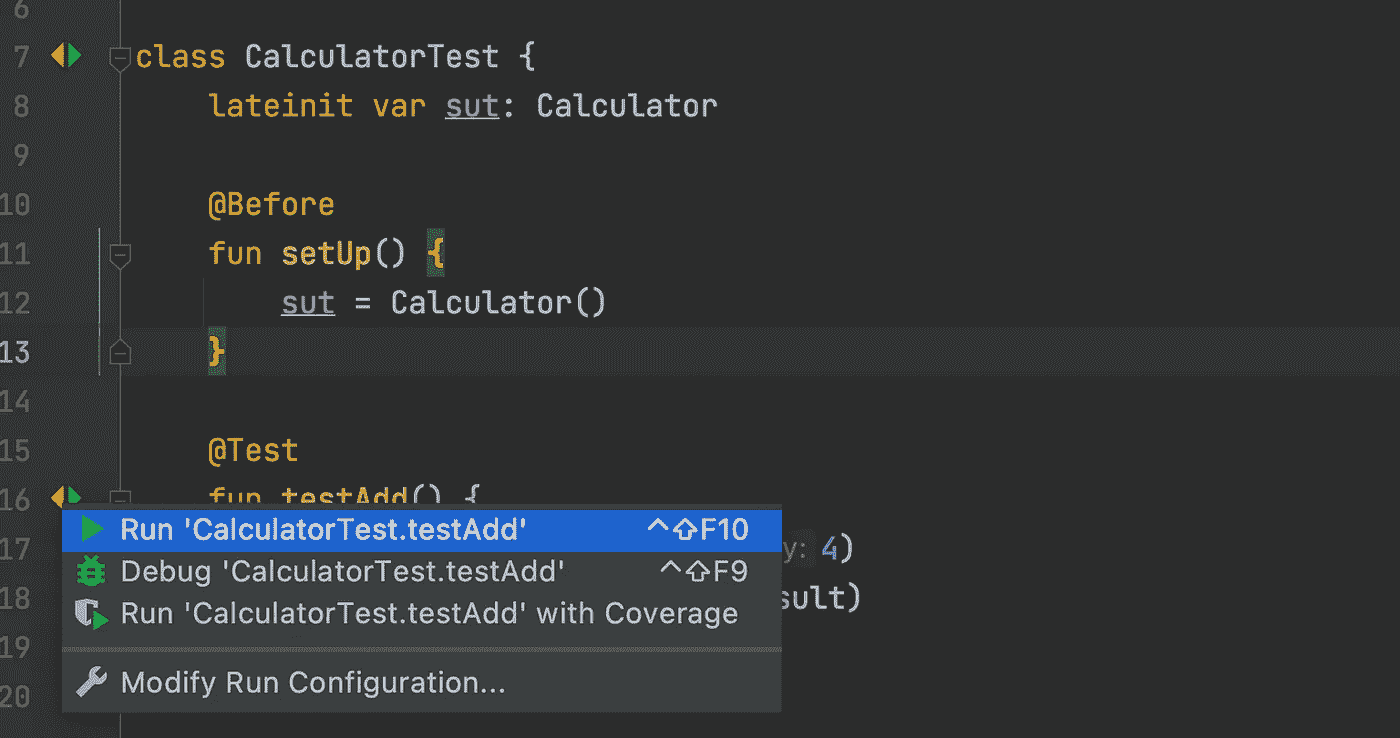 6
7 class CalculatorTest {
8 lateinit var sut: Calculator
9
10 @Before
11 fun setUp() {
12 sut = Calculator()
13 }
14
15 @Test
16 fun testAdd() {
Run 'CalculatorTest.testAdd' ^⇧F10
17 y: 4)
Debug 'CalculatorTest.testAdd' ^⇧F9
18 sult)
Run 'CalculatorTest.testAdd' with Coverage
19
Modify Run Configuration...
20